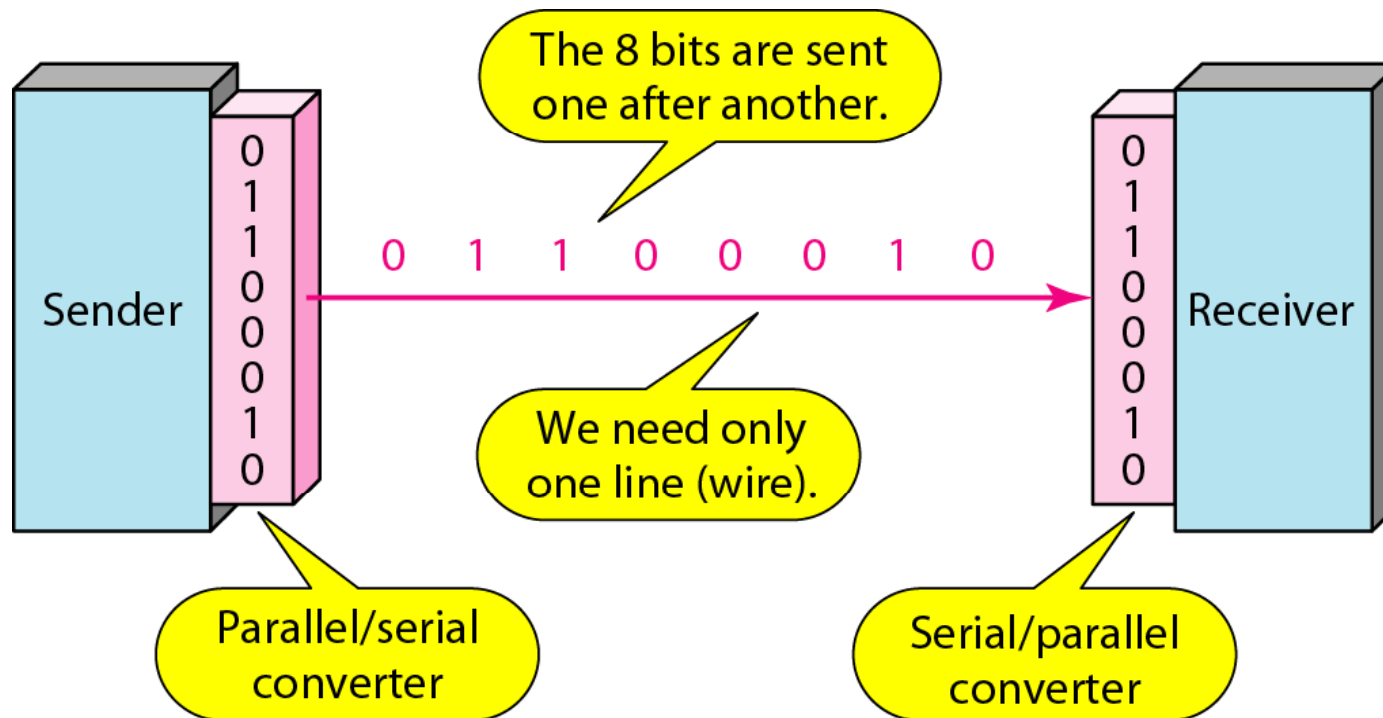 The 8 bits are sent
one after another.
0
1
1
0
0
0
1
0
Sender
0 1 1 0 0 0 1 0
We need only
one line (wire).
0
1
1
0
0
0
1
0
Receiver
Parallel/serial
converter
Serial/parallel
converter